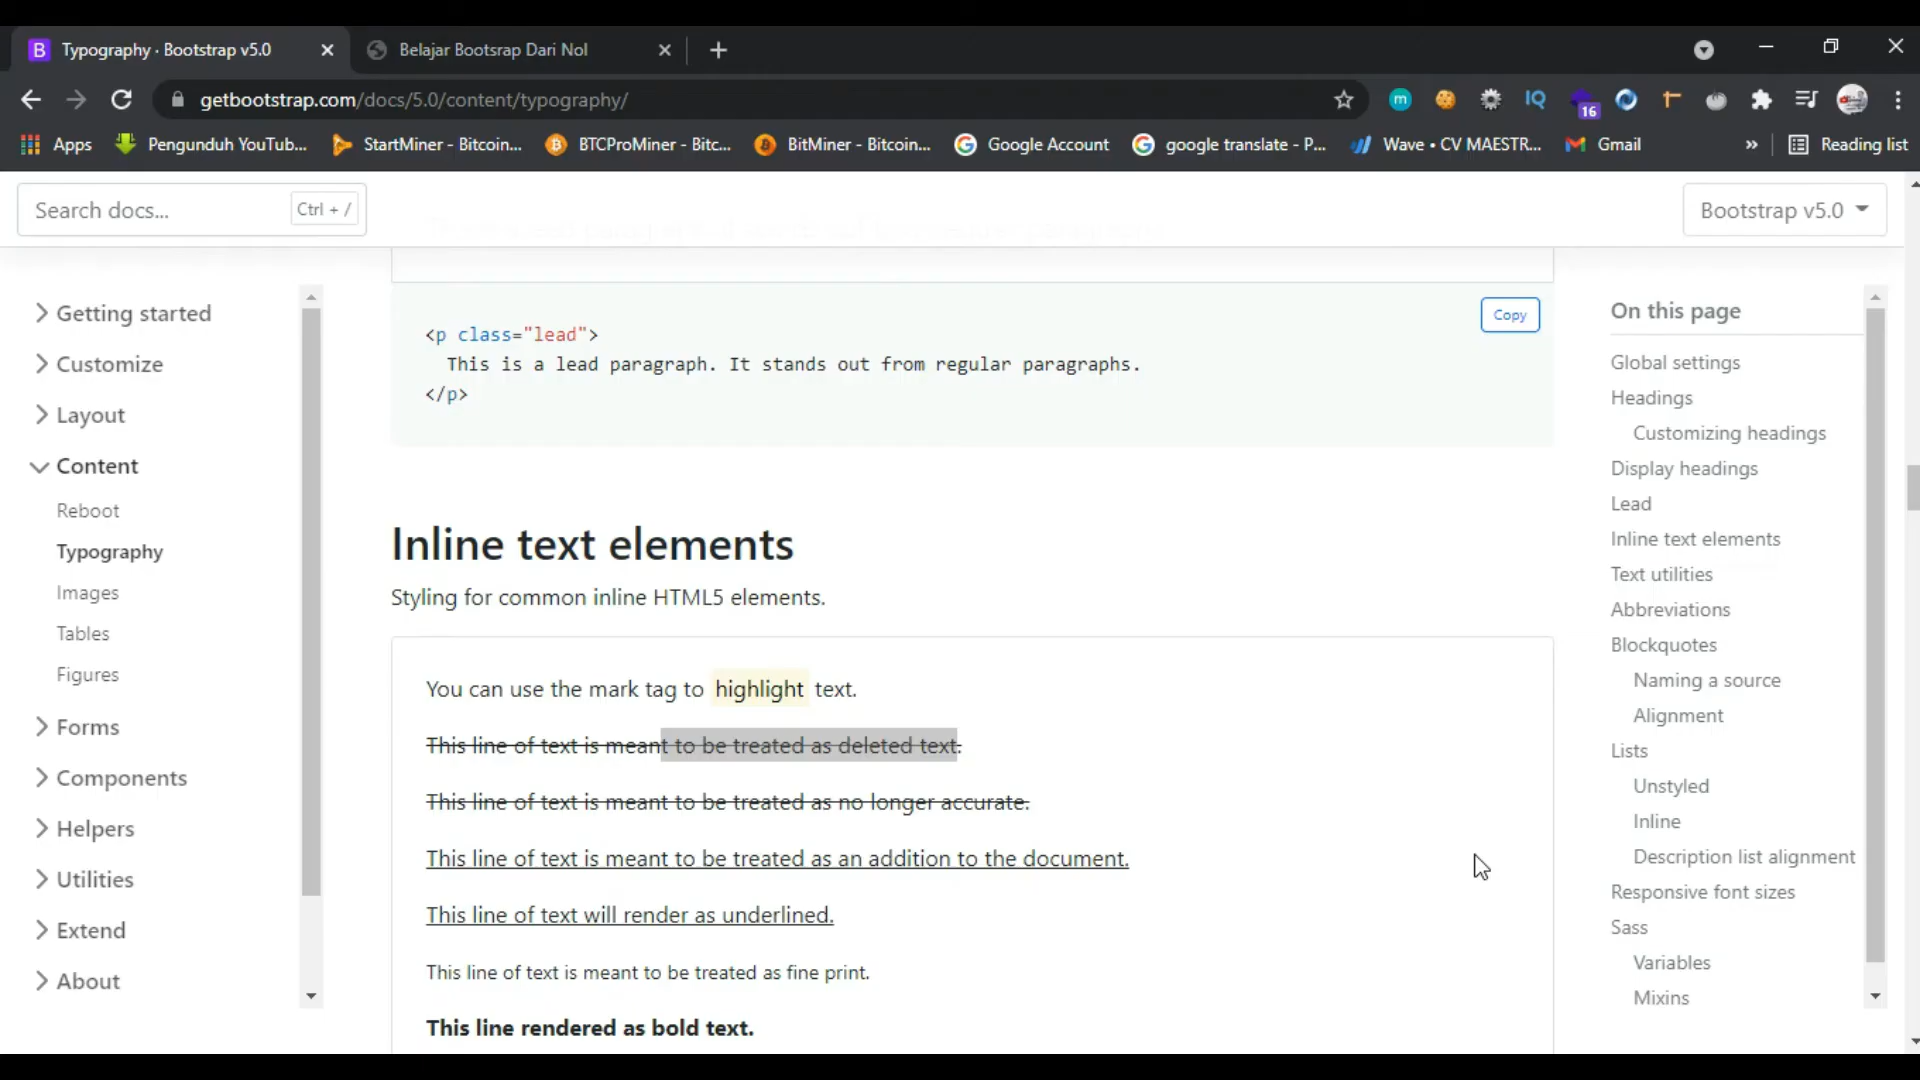 Typography · Bootstrap v5.0
Belajar Bootsrap Dari Nol
getbootstrap.com/docs/5.0/content/typography/
m
IQ
16
Apps
Pengunduh YouTub...
StartMiner - Bitcoin...
BTCProMiner - Bitc...
BitMiner - Bitcoin...
Google Account
google translate - P...
Wave • CV MAESTR...
Gmail
»
Reading list
Search docs...
Ctrl + /
Bootstrap v5.0
Getting started
Customize
Layout
Content
Reboot
Typography
Images
Tables
Figures
Forms
Components
Helpers
Utilities
Extend
About
Copy
<p class="lead">
This is a lead paragraph. It stands out from regular paragraphs.
</p>
Inline text elements
Styling for common inline HTML5 elements.
You can use the mark tag to highlight text.
This line of text is meant to be treated as deleted text.
This line of text is meant to be treated as no longer accurate.
This line of text is meant to be treated as an addition to the document.
This line of text will render as underlined.
This line of text is meant to be treated as fine print.
This line rendered as bold text.
On this page
Global settings
Headings
Customizing headings
Display headings
Lead
Inline text elements
Text utilities
Abbreviations
Blockquotes
Naming a source
Alignment
Lists
Unstyled
Inline
Description list alignment
Responsive font sizes
Sass
Variables
Mixins